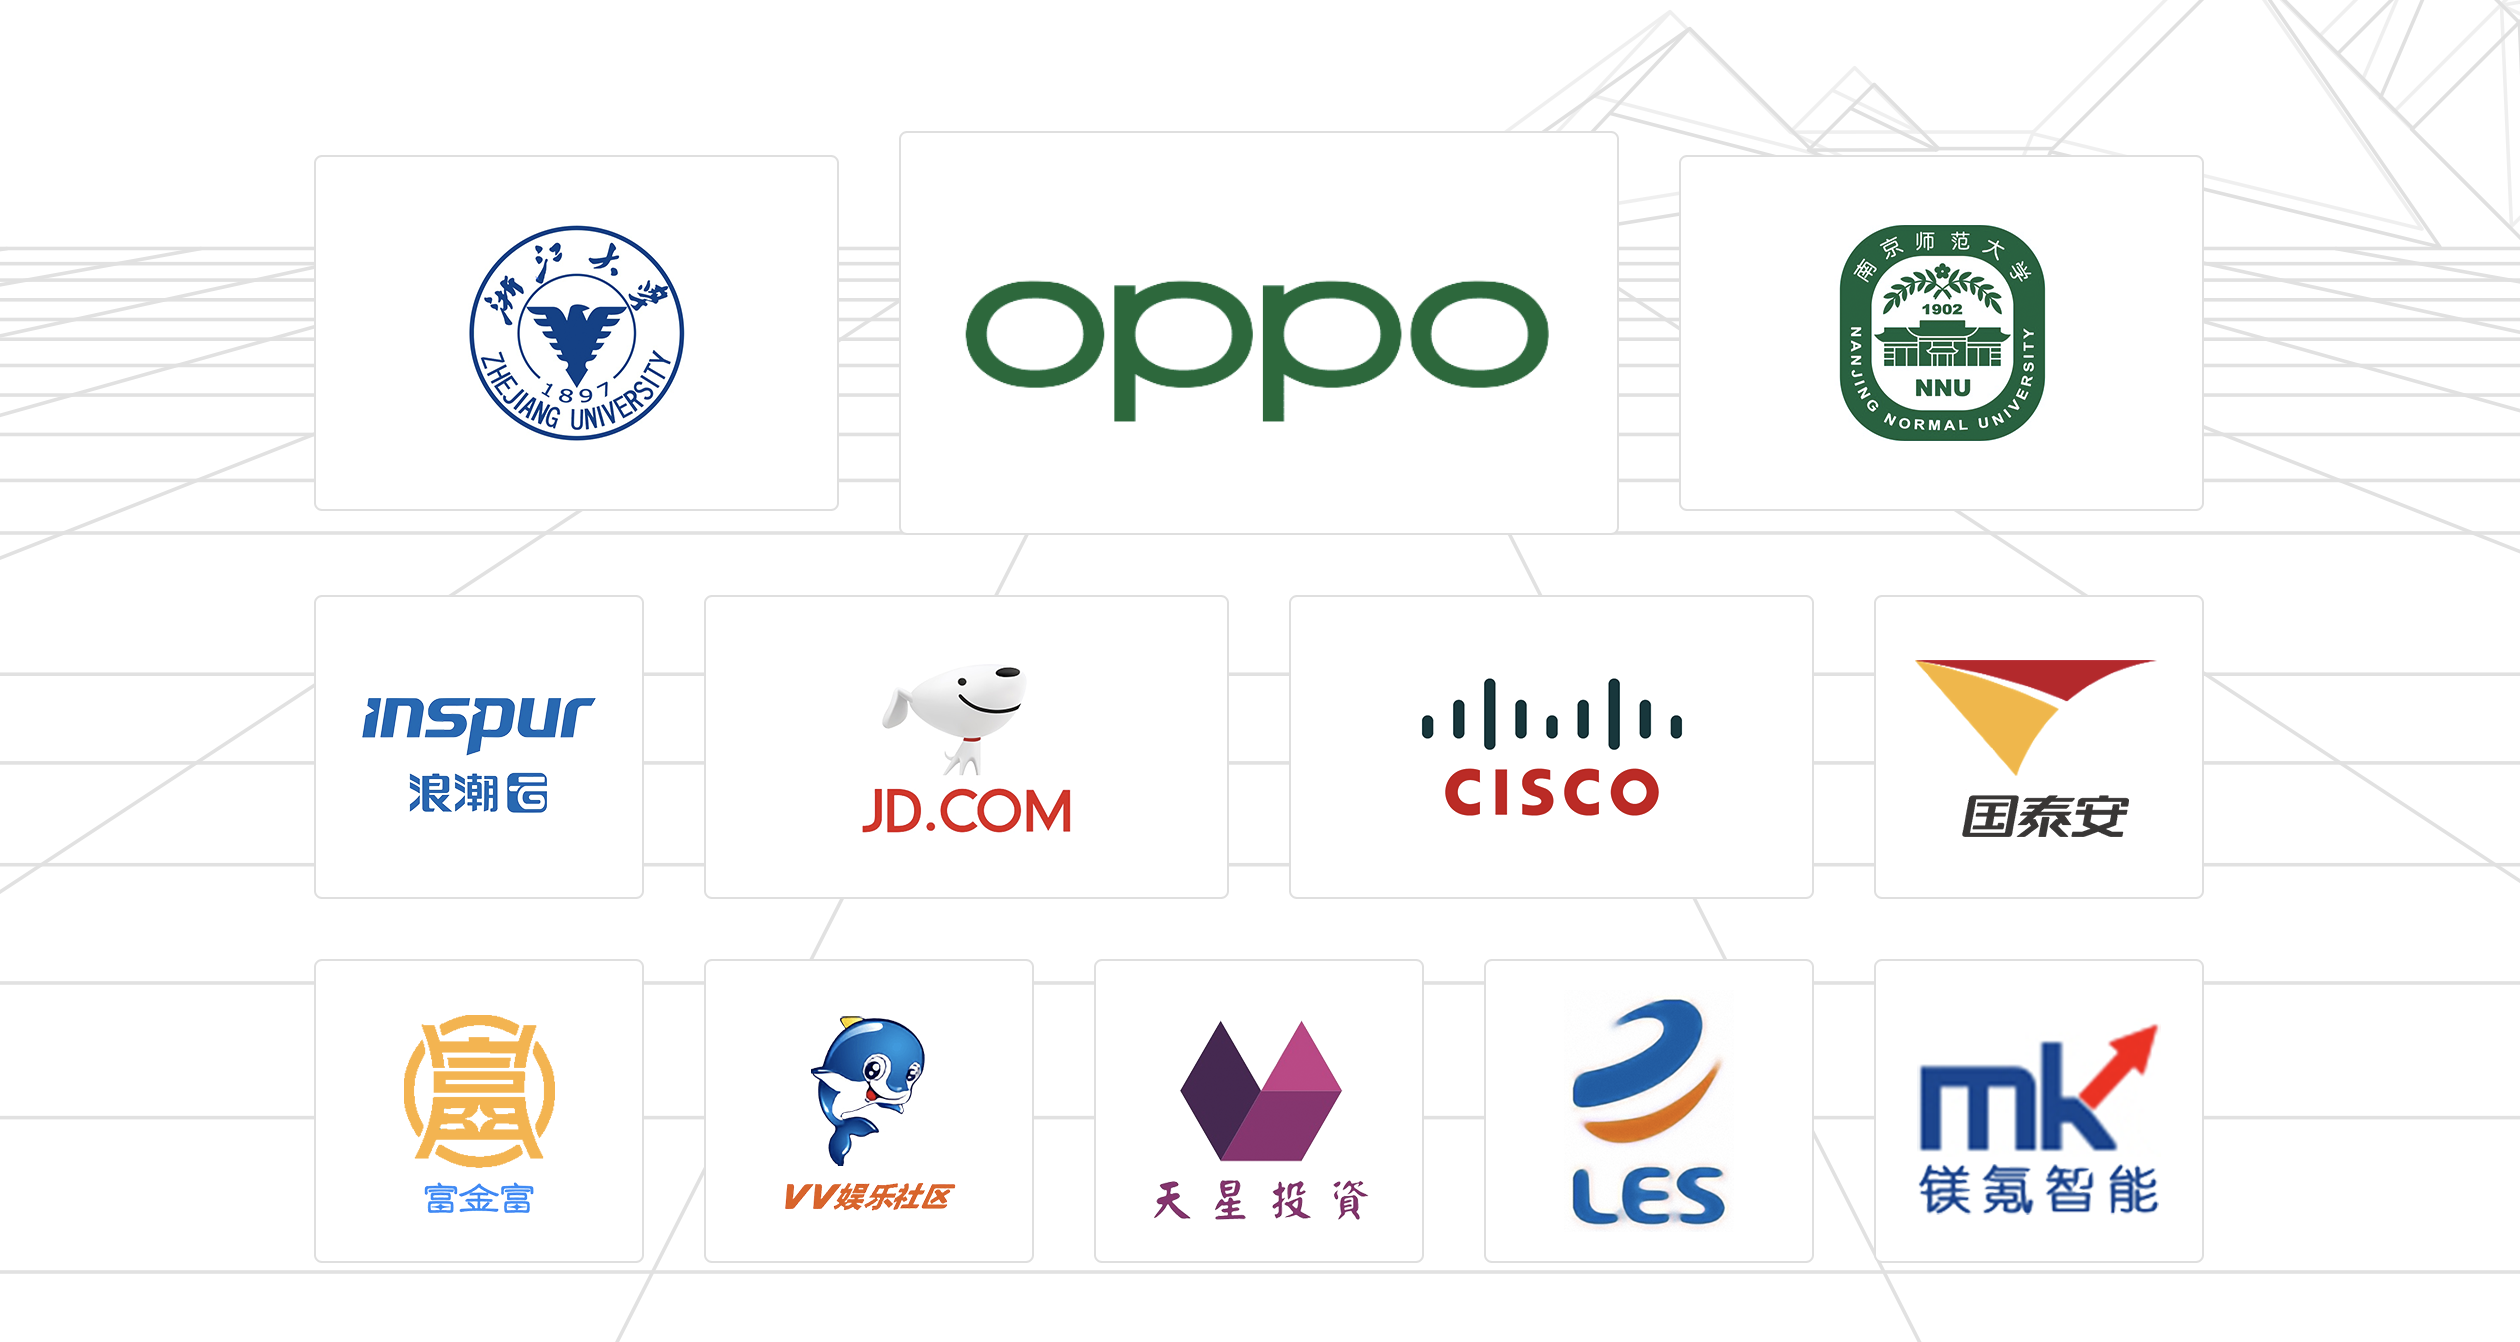 浙江大學
1897
ZHEJIANG UNIVERSITY
oppo
南京师范大学
1902
NNU
NANJING NORMAL UNIVERSITY
inspur
浪潮
JD.COM
CISCO
国泰安
富金富
VV娱乐社区
天星投資
LES
mk
镁氪智能